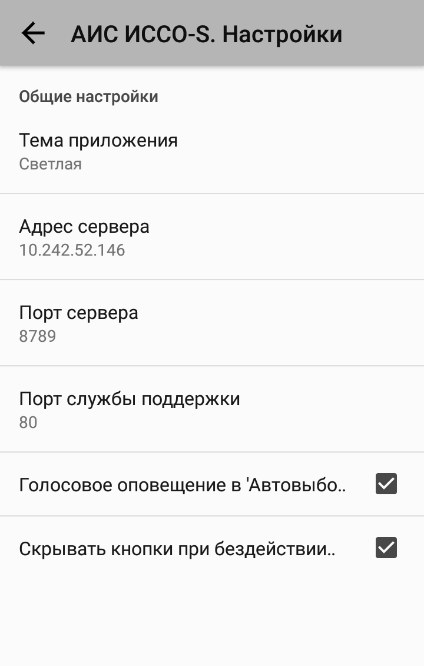 АИС ИССО-S. Настройки
Общие настройки
Тема приложения
Светлая
Адрес сервера
10.242.52.146
Порт сервера
8789
Порт службы поддержки
80
Голосовое оповещение в 'Автовыбо..
Скрывать кнопки при бездействии..